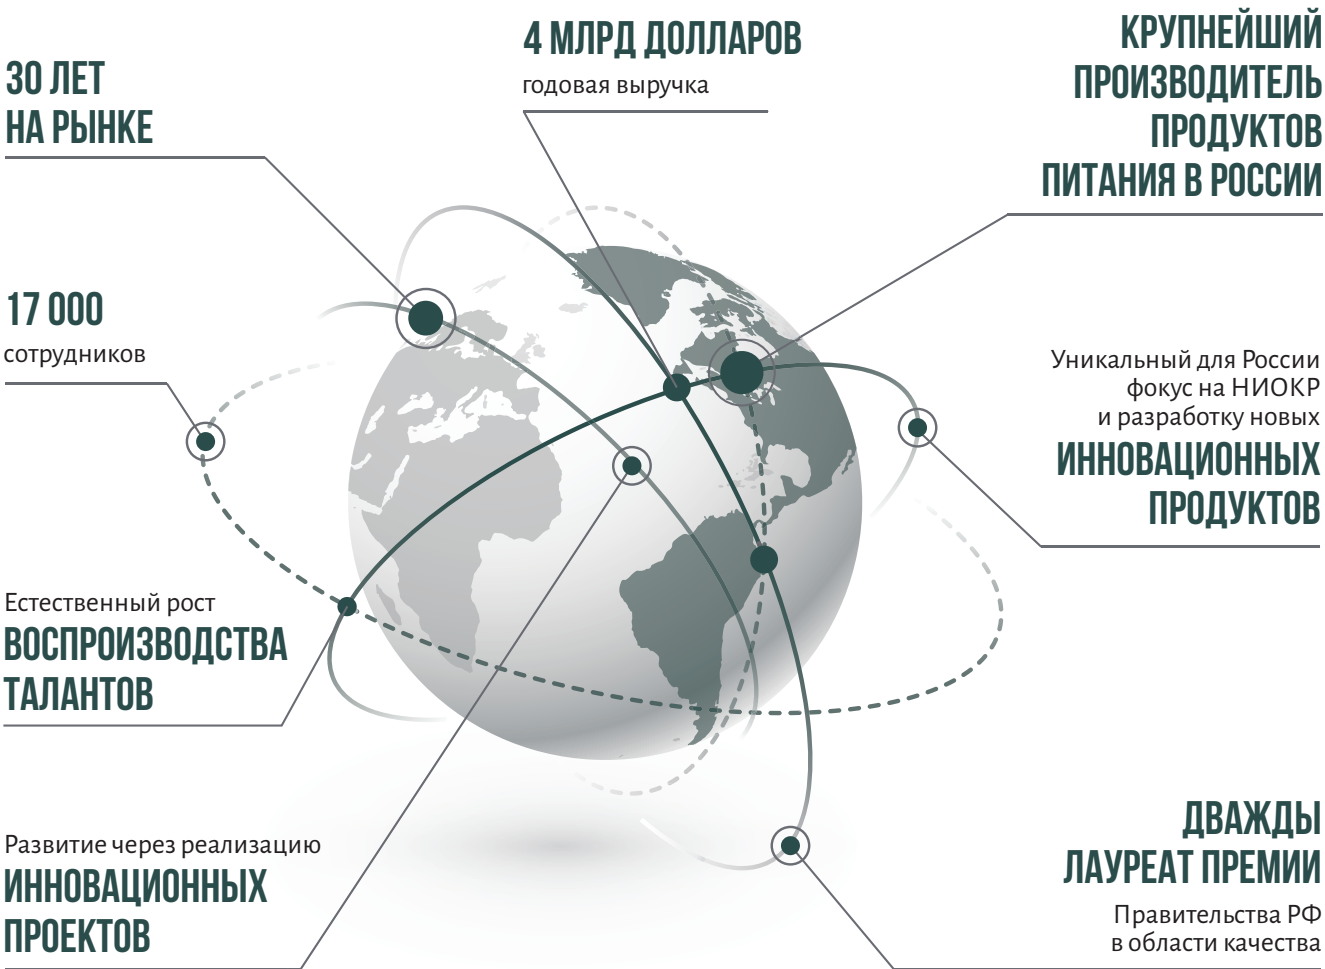 30 ЛЕТ
НА РЫНКЕ
4 МЛРД ДОЛЛАРОВ
годовая выручка
КРУПНЕЙШИЙ
ПРОИЗВОДИТЕЛЬ
ПРОДУКТОВ
ПИТАНИЯ В РОССИИ
17 000
сотрудников
Уникальный для России
фокус на НИОКР
и разработку новых
ИННОВАЦИОННЫХ
ПРОДУКТОВ
Естественный рост
ВОСПРОИЗВОДСТВА
ТАЛАНТОВ
Развитие через реализацию
ИННОВАЦИОННЫХ
ПРОЕКТОВ
ДВАЖДЫ
ЛАУРЕАТ ПРЕМИИ
Правительства РФ
в области качества